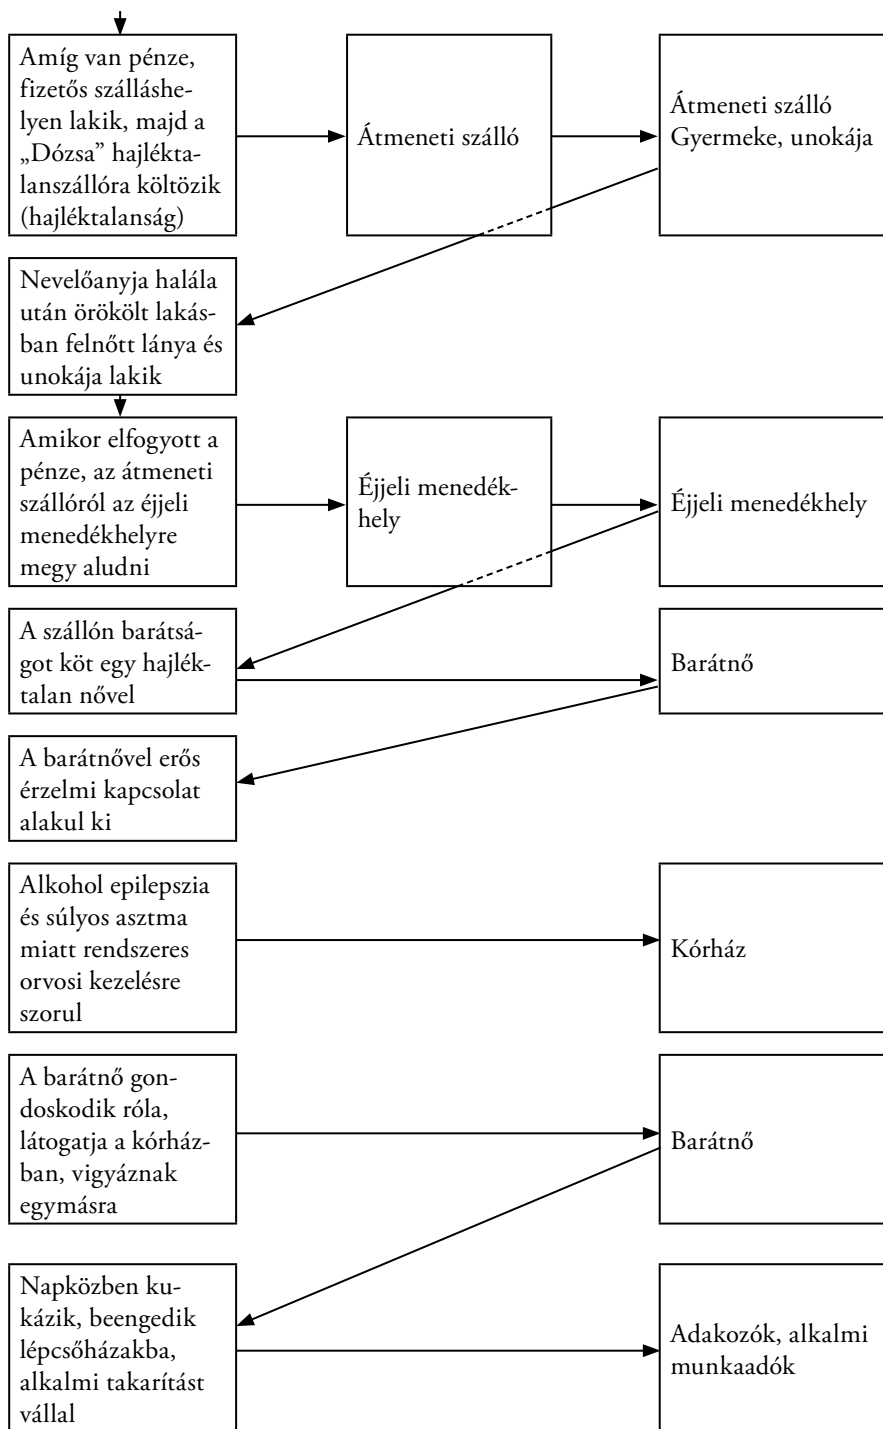 Amíg van pénze,
fizetős szálláshe-
lyen lakik, majd a
„Dózsa” hajlékta-
lanszállóra költözik
(hajléktalanság)
Átmeneti szálló
Átmeneti szálló
Gyermeke, unokája
Nevelőanyja halála
után örökölt lakás-
ban felnőtt lánya és
unokája lakik
Amikor elfogyott a
pénze, az átmeneti
szállóról az éjjeli
menedékhelyre
megy aludni
Éjjeli menedék-
hely
Éjjeli menedékhely
A szállón barátsá-
got köt egy hajlék-
talan nővel
Barátnő
A barátnővel erős
érzelmi kapcsolat
alakul ki
Alkohol epilepszia
és súlyos asztma
miatt rendszeres
orvosi kezelésre
szorul
Kórház
A barátnő gon-
doskodik róla,
látogatja a kórház-
ban, vigyáznak
egymásra
Barátnő
Napközben ku-
kázik, beengedik
lépcsőházakba,
alkalmi takarítást
vállal
Adakozók, alkalmi
munkaadók